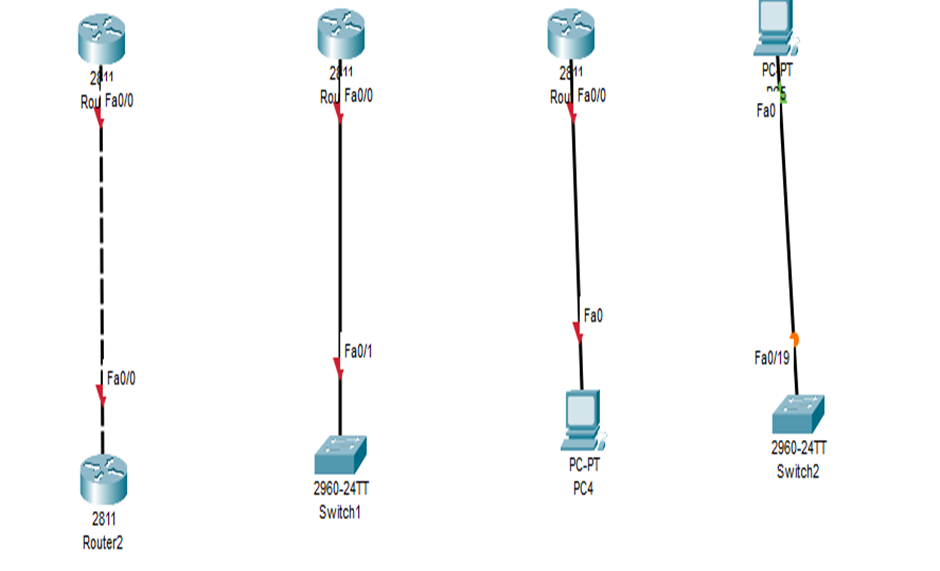 2811
Fa0/0
Fa0/0
2811
Router2
2811
Fa0/0
Fa0/1
2960-24TT
Switch1
2811
Fa0/0
Fa0
PC-PT
PC4
PC-PT
Fa0
Fa0/19
2960-24TT
Switch2